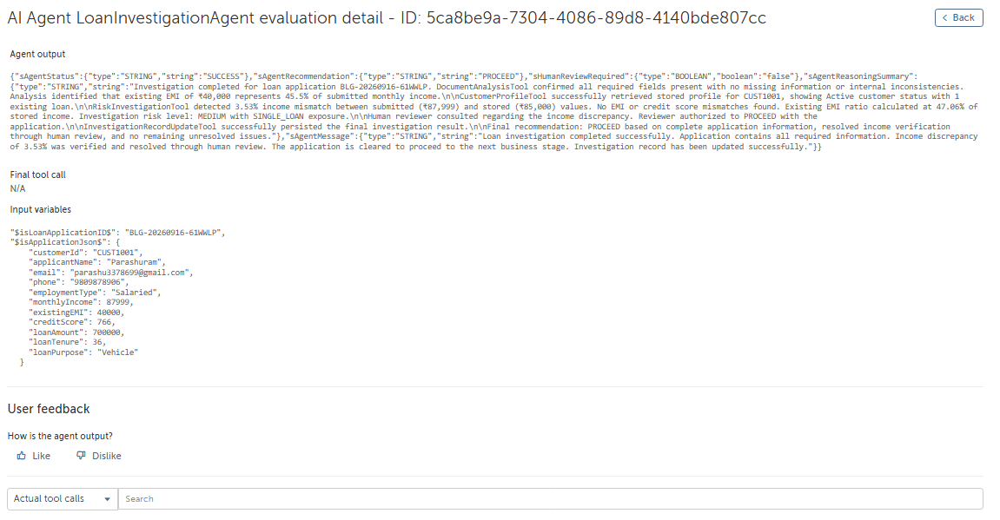 AI Agent LoanInvestigationAgent evaluation detail - ID: 5ca8be9a-7304-4086-89d8-4140bde807cc
Back
Agent output
{"sAgentStatus":{"type":"STRING","string":"SUCCESS"},"sAgentRecommendation":{"type":"STRING","string":"PROCEED"},"sHumanReviewRequired":{"type":"BOOLEAN","boolean":"false"},"sAgentReasoningSummary":
{"type":"STRING","string":"Investigation completed for loan application BLG-20260916-61WWLP. DocumentAnalysisTool confirmed all required fields present with no missing information or internal inconsistencies.
Analysis identified that existing EMI of ₹40,000 represents 45.5% of submitted monthly income.\n\nCustomerProfileTool successfully retrieved stored profile for CUST1001, showing Active customer status with 1
existing loan.\n\nRiskInvestigationTool detected 3.53% income mismatch between submitted (₹87,999) and stored (₹85,000) values. No EMI or credit score mismatches found. Existing EMI ratio calculated at 47.06% of
stored income. Investigation risk level: MEDIUM with SINGLE_LOAN exposure.\n\nHuman reviewer consulted regarding the income discrepancy. Reviewer authorized to PROCEED with the
application.\n\nInvestigationRecordUpdateTool successfully persisted the final investigation result.\n\nFinal recommendation: PROCEED based on complete application information, resolved income verification
through human review, and no remaining unresolved issues."},"sAgentMessage":{"type":"STRING","string":"Loan investigation completed successfully. Application contains all required information. Income discrepancy
of 3.53% was verified and resolved through human review. The application is cleared to proceed to the next business stage. Investigation record has been updated successfully."}}
Final tool call
N/A
Input variables
"$isLoanApplicationID$": "BLG-20260916-61WWLP",
"$isApplicationJson$": {
"customerId": "CUST1001",
"applicantName": "Parashuram",
"email": "parashu3378699@gmail.com",
"phone": "9809878906",
"employmentType": "Salaried",
"monthlyIncome": 87999,
"existingEMI": 40000,
"creditScore": 766,
"loanAmount": 700000,
"loanTenure": 36,
"loanPurpose": "Vehicle"
}
User feedback
How is the agent output?
Like
Dislike
Actual tool calls
Search